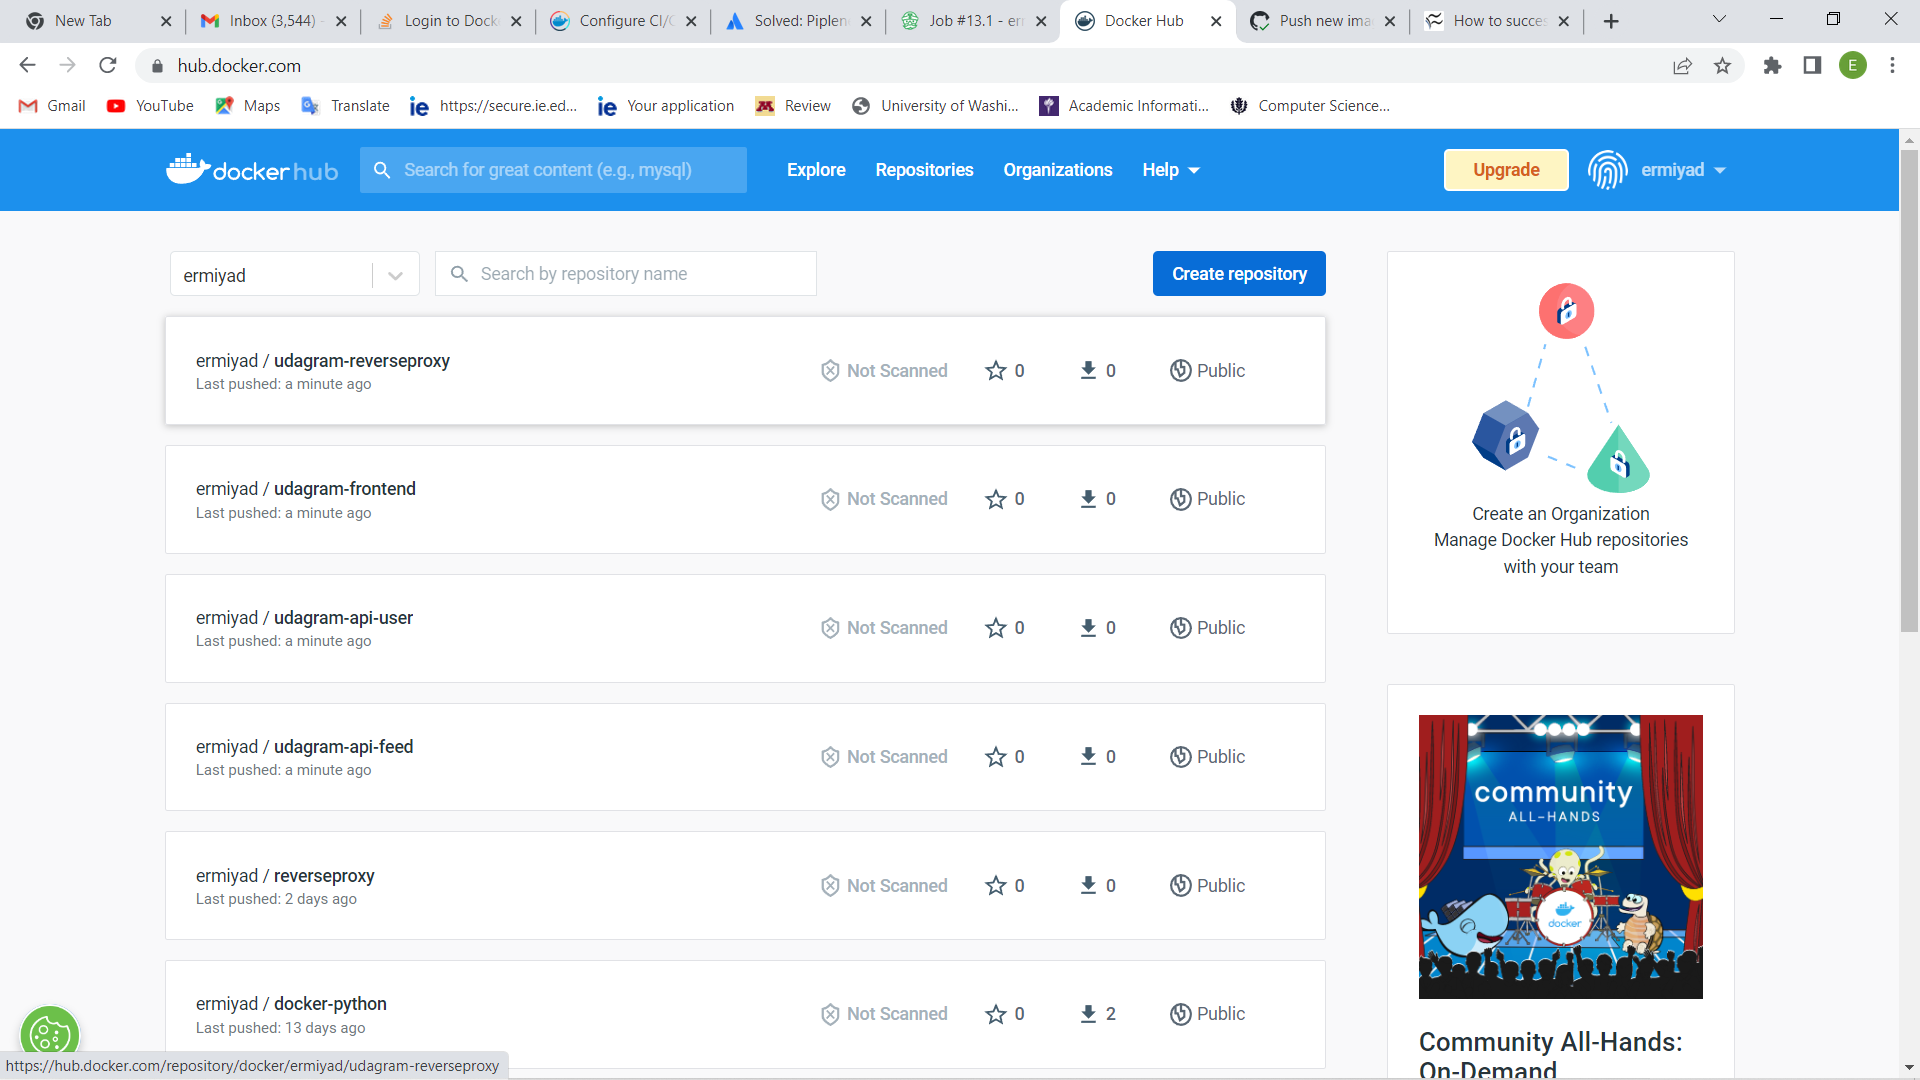 New Tab
Inbox (3,544) -
Login to Dock
Configure CI/C
Solved: Piplen
Job #13.1 - erm
Docker Hub
Push new ima
How to succes
hub.docker.com
E
Gmail
YouTube
Maps
Translate
ie https://secure.ie.ed...
ie Your application
Review
University of Washi...
Academic Informati...
Computer Science...
docker hub
Search for great content (e.g., mysql)
Explore
Repositories
Organizations
Help
Upgrade
ermiyad
ermiyad
Search by repository name
Create repository
ermiyad / udagram-reverseproxy
Last pushed: a minute ago
Not Scanned
0
0
Public
ermiyad / udagram-frontend
Last pushed: a minute ago
Not Scanned
0
0
Public
ermiyad / udagram-api-user
Last pushed: a minute ago
Not Scanned
0
0
Public
ermiyad / udagram-api-feed
Last pushed: a minute ago
Not Scanned
0
0
Public
ermiyad / reverseproxy
Last pushed: 2 days ago
Not Scanned
0
0
Public
ermiyad / docker-python
Last pushed: 13 days ago
Not Scanned
0
2
Public
Create an Organization
Manage Docker Hub repositories
with your team
community
ALL-HANDS
docker
Community All-Hands:
On-Demand
https://hub.docker.com/repository/docker/ermiyad/udagram-reverseproxy